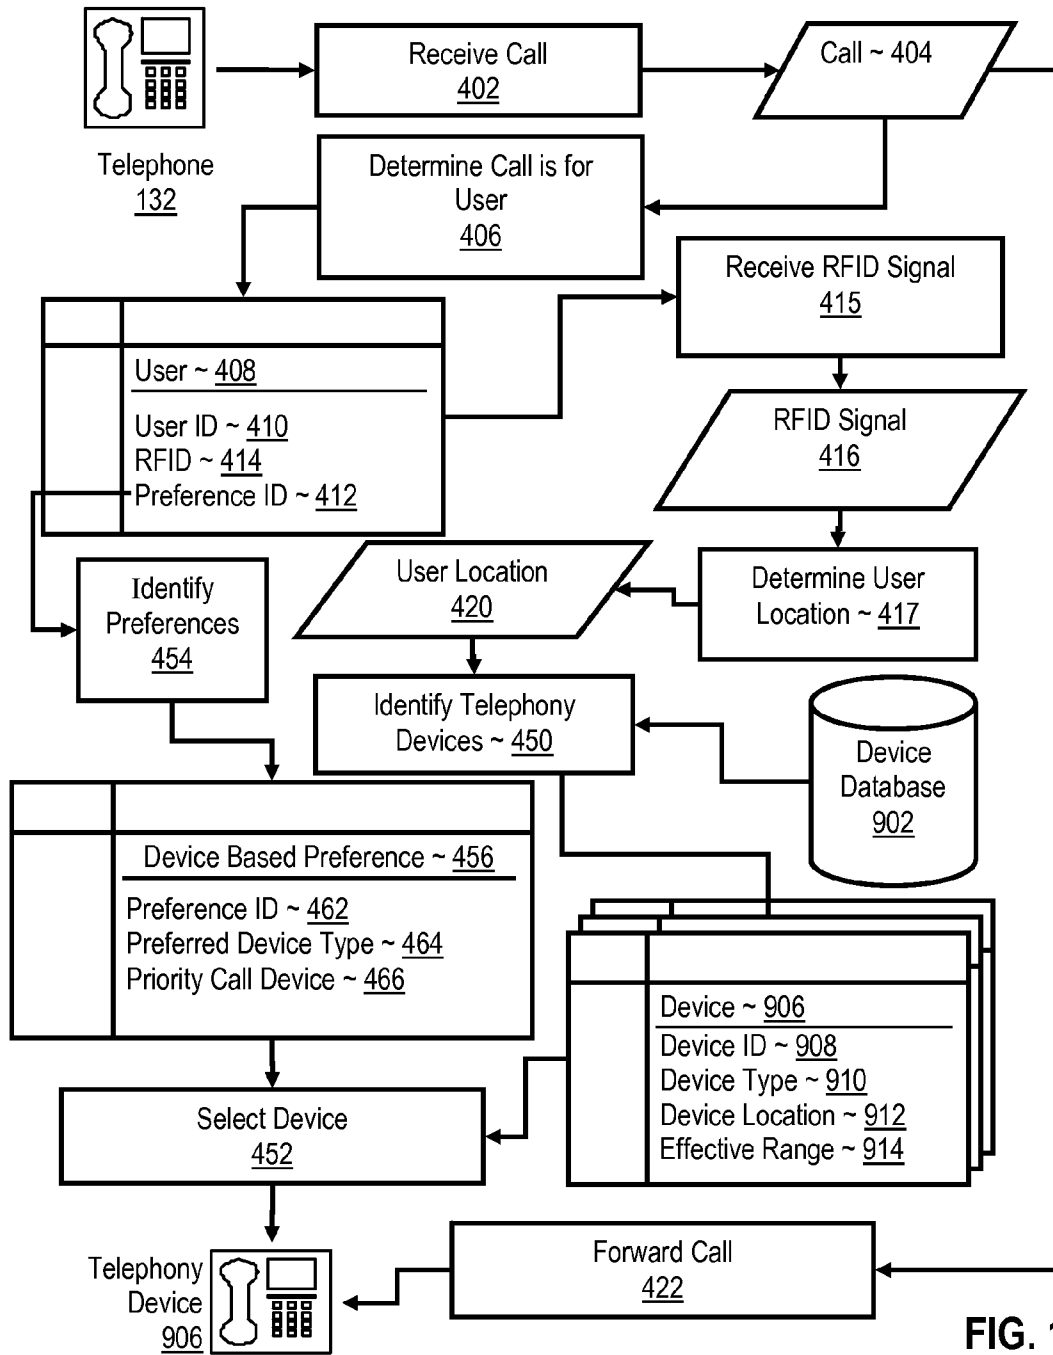 Receive Call
402
Call ~ 404
Telephone
132
Determine Call is for
User
406
Receive RFID Signal
415
User ~ 408
User ID ~ 410
RFID ~ 414
Preference ID ~ 412
RFID Signal
416
Identify
Preferences
454
User Location
420
Determine User
Location ~ 417
Identify Telephony
Devices ~ 450
Device
Database
902
Device Based Preference ~ 456
Preference ID ~ 462
Preferred Device Type ~ 464
Priority Call Device ~ 466
Device ~ 906
Device ID ~ 908
Device Type ~ 910
Device Location ~ 912
Effective Range ~ 914
Select Device
452
Telephony
Device
906
Forward Call
422
FIG.